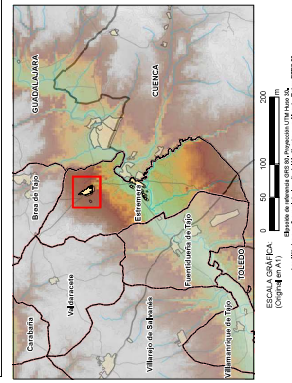 GUADALAJARA
CUENCA
Brea de Tajo
Estremera
Carabaña
Valdaracete
Fuentidueña de Tajo
Villarejo de Salvanés
TOLEDO
Villamanrique de Tajo
200
100
50
0
m
ESCALA GRÁFICA:
(Original en A1)
Elipsoide de referencia GRS 80. Proyección UTM Huso 30